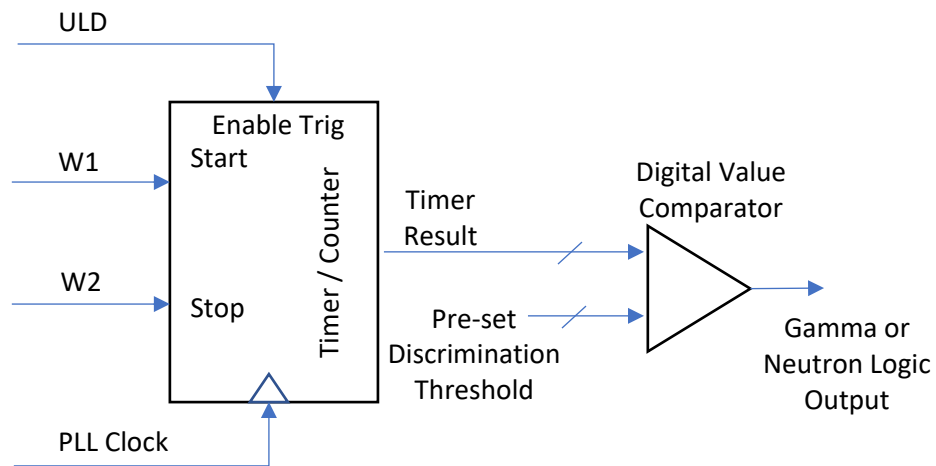 ULD
Enable Trig
Start
W1
Timer / Counter
Digital Value
Comparator
Timer
Result
W2
Stop
Pre-set
Discrimination
Threshold
Gamma or
Neutron Logic
Output
PLL Clock